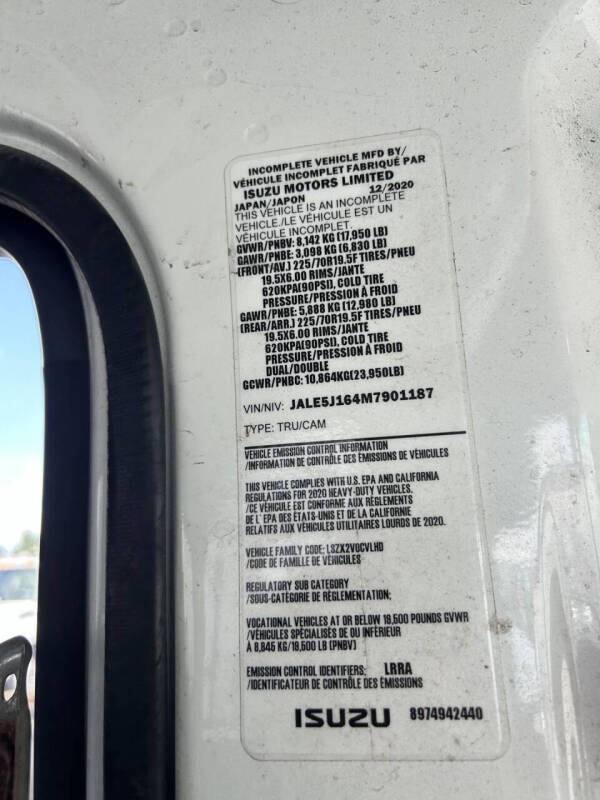 INCOMPLETE VEHICLE MFD BY/
VÉHICULE INCOMPLET FABRIQUÉ PAR
ISUZU MOTORS LIMITED
JAPAN/JAPON 12/2020
THIS VEHICLE IS AN INCOMPLETE
VEHICLE./LE VÉHICULE EST UN
VÉHICULE INCOMPLET.
GVWR/PNBV: 8,142 KG (17,950 LB)
GAWR/PNBE: 3,098 KG (6,830 LB)
(FRONT/AV.) 225/70R19.5F TIRES/PNEU
19.5X6.00 RIMS/JANTE
620KPA(90PSI), COLD TIRE
PRESSURE/PRESSION À FROID
GAWR/PNBE: 5,888 KG (12,980 LB)
(REAR/ARR.) 225/70R19.5F TIRES/PNEU
19.5X6.00 RIMS/JANTE
620KPA(90PSI), COLD TIRE
PRESSURE/PRESSION À FROID
DUAL/DOUBLE
GCWR/PNBC: 10,864KG(23,950LB)
VIN/NIV: JALE5J164M7901187
TYPE: TRU/CAM
VEHICLE EMISSION CONTROL INFORMATION
/INFORMATION DE CONTRÔLE DES ÉMISSIONS DE VÉHICULES
THIS VEHICLE COMPLIES WITH U.S. EPA AND CALIFORNIA
REGULATIONS FOR 2020 HEAVY-DUTY VEHICLES.
/CE VÉHICULE EST CONFORME AUX RÈGLEMENTS
DE L'EPA DES ÉTATS-UNIS ET DE LA CALIFORNIE
RELATIFS AUX VÉHICULES UTILITAIRES LOURDS DE 2020.
VEHICLE FAMILY CODE: LSZX2VOCVLHD
/CODE DE FAMILLE DE VÉHICULES
REGULATORY SUB CATEGORY
/SOUS-CATÉGORIE DE RÉGLEMENTATION:
VOCATIONAL VEHICLES AT OR BELOW 19,500 POUNDS GVWR
/VÉHICULES SPÉCIALISÉS DE OU INFÉRIEUR
À 8,845 KG/19,500 LB (PNBV)
EMISSION CONTROL IDENTIFIERS: LRRA
/IDENTIFICATEUR DE CONTRÔLE DES ÉMISSIONS
ISUZU 8974942440